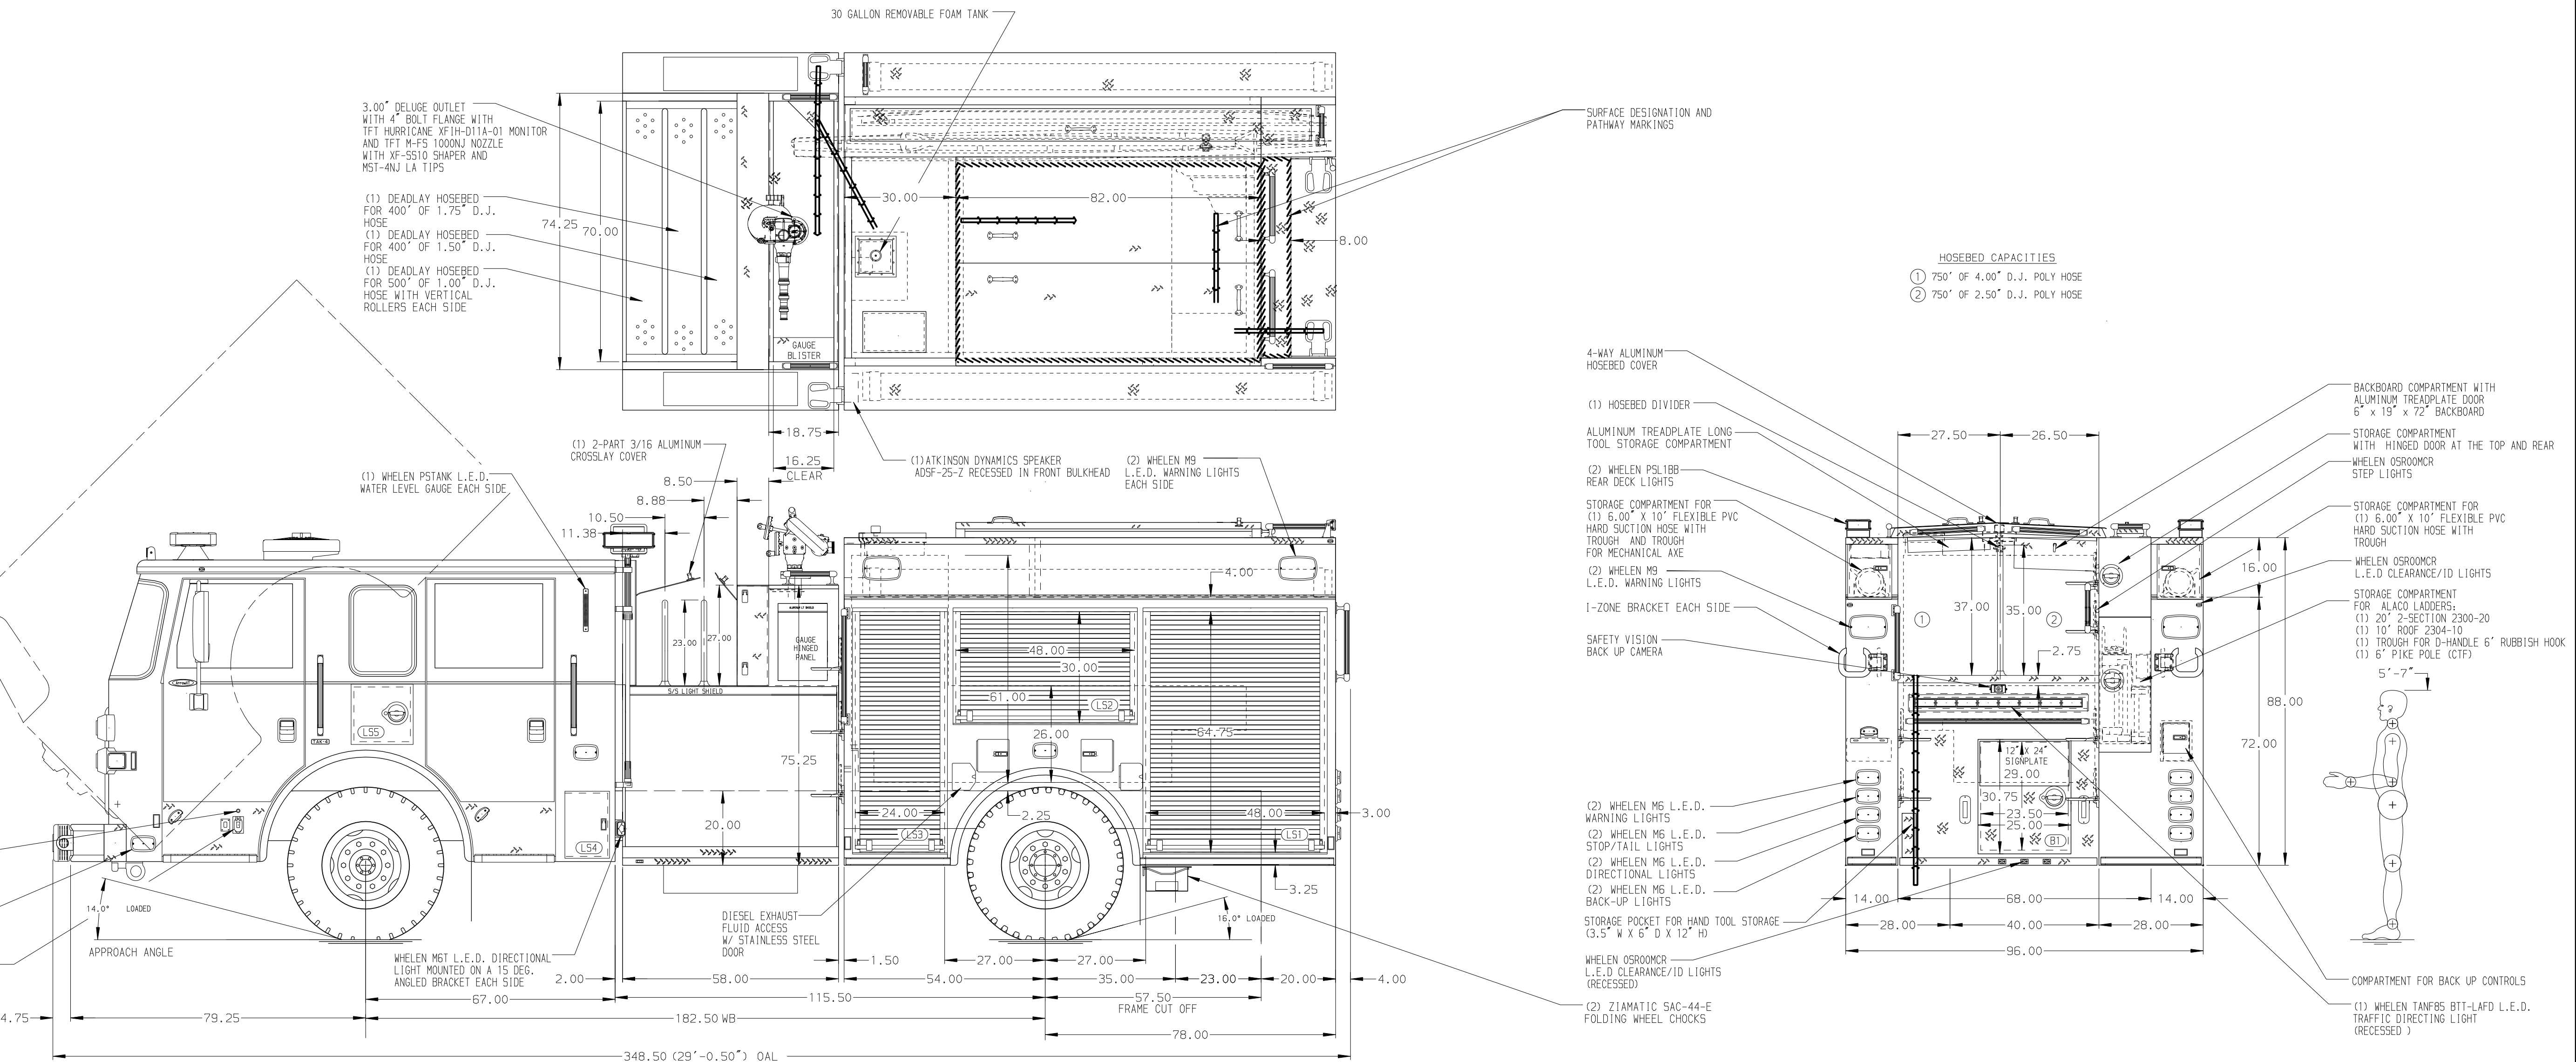 30 GALLON REMOVABLE FOAM TANK
3.00" DELUGE OUTLET
WITH 4" BOLT FLANGE WITH
TFT HURRICANE XFIH-D11A-01 MONITOR
AND TFT M-FS 1000NJ NOZZLE
WITH XF-SS10 SHAPER AND
MST-4NJ LA TIPS
(1) DEADLAY HOSEBED
FOR 400' OF 1.75" D.J.
HOSE
(1) DEADLAY HOSEBED
FOR 400' OF 1.50" D.J.
HOSE
(1) DEADLAY HOSEBED
FOR 500' OF 1.00" D.J.
HOSE WITH VERTICAL
ROLLERS EACH SIDE
74.25
70.00
30.00
82.00
8.00
GAUGE
BLISTER
SURFACE DESIGNATION AND
PATHWAY MARKINGS
HOSEBED CAPACITIES
1 750' OF 4.00" D.J. POLY HOSE
2 750' OF 2.50" D.J. POLY HOSE
18.75
16.25
CLEAR
8.50
8.88
10.50
11.38
(1) 2-PART 3/16 ALUMINUM
CROSSLAY COVER
(1)ATKINSON DYNAMICS SPEAKER
ADSF-25-Z RECESSED IN FRONT BULKHEAD
(2) WHELEN M9
L.E.D. WARNING LIGHTS
EACH SIDE
(1) WHELEN PSTANK L.E.D.
WATER LEVEL GAUGE EACH SIDE
23.00
27.00
GAUGE
HINGED
PANEL
S/S LIGHT SHIELD
4.00
48.00
30.00
61.00
LS2
26.00
64.75
75.25
LS5
TAK-4
20.00
24.00
LS3
2.25
48.00
LS1
3.00
LS4
3.25
14.0° LOADED
APPROACH ANGLE
16.0° LOADED
DIESEL EXHAUST
FLUID ACCESS
W/ STAINLESS STEEL
DOOR
WHELEN M6T L.E.D. DIRECTIONAL
LIGHT MOUNTED ON A 15 DEG.
ANGLED BRACKET EACH SIDE
2.00
58.00
1.50
54.00
27.00
27.00
35.00
23.00
20.00
4.00
67.00
115.50
57.50
FRAME CUT OFF
4.75
79.25
182.50 WB
78.00
348.50 (29'-0.50") OAL
4-WAY ALUMINUM
HOSEBED COVER
(1) HOSEBED DIVIDER
ALUMINUM TREADPLATE LONG
TOOL STORAGE COMPARTMENT
(2) WHELEN PSL1BB
REAR DECK LIGHTS
STORAGE COMPARTMENT FOR
(1) 6.00" X 10' FLEXIBLE PVC
HARD SUCTION HOSE WITH
TROUGH AND TROUGH
FOR MECHANICAL AXE
(2) WHELEN M9
L.E.D. WARNING LIGHTS
I-ZONE BRACKET EACH SIDE
SAFETY VISION
BACK UP CAMERA
(2) WHELEN M6 L.E.D.
WARNING LIGHTS
(2) WHELEN M6 L.E.D.
STOP/TAIL LIGHTS
(2) WHELEN M6 L.E.D.
DIRECTIONAL LIGHTS
(2) WHELEN M6 L.E.D.
BACK-UP LIGHTS
STORAGE POCKET FOR HAND TOOL STORAGE
(3.5" W X 6" D X 12" H)
WHELEN OSROOMCR
L.E.D CLEARANCE/ID LIGHTS
(RECESSED)
(2) ZIAMATIC SAC-44-E
FOLDING WHEEL CHOCKS
27.50
26.50
16.00
37.00
35.00
1
2
2.75
88.00
72.00
12" X 24"
SIGNPLATE
29.00
30.75
23.50
25.00
B1
14.00
68.00
14.00
28.00
40.00
28.00
96.00
BACKBOARD COMPARTMENT WITH
ALUMINUM TREADPLATE DOOR
6" x 19" x 72" BACKBOARD
STORAGE COMPARTMENT
WITH HINGED DOOR AT THE TOP AND REAR
WHELEN OSROOMCR
STEP LIGHTS
STORAGE COMPARTMENT FOR
(1) 6.00" X 10' FLEXIBLE PVC
HARD SUCTION HOSE WITH
TROUGH
WHELEN OSROOMCR
L.E.D CLEARANCE/ID LIGHTS
STORAGE COMPARTMENT
FOR ALACO LADDERS:
(1) 20' 2-SECTION 2300-20
(1) 10' ROOF 2304-10
(1) TROUGH FOR D-HANDLE 6' RUBBISH HOOK
(1) 6' PIKE POLE (CTF)
5'-7"
COMPARTMENT FOR BACK UP CONTROLS
(1) WHELEN TANF85 BTT-LAFD L.E.D.
TRAFFIC DIRECTING LIGHT
(RECESSED )